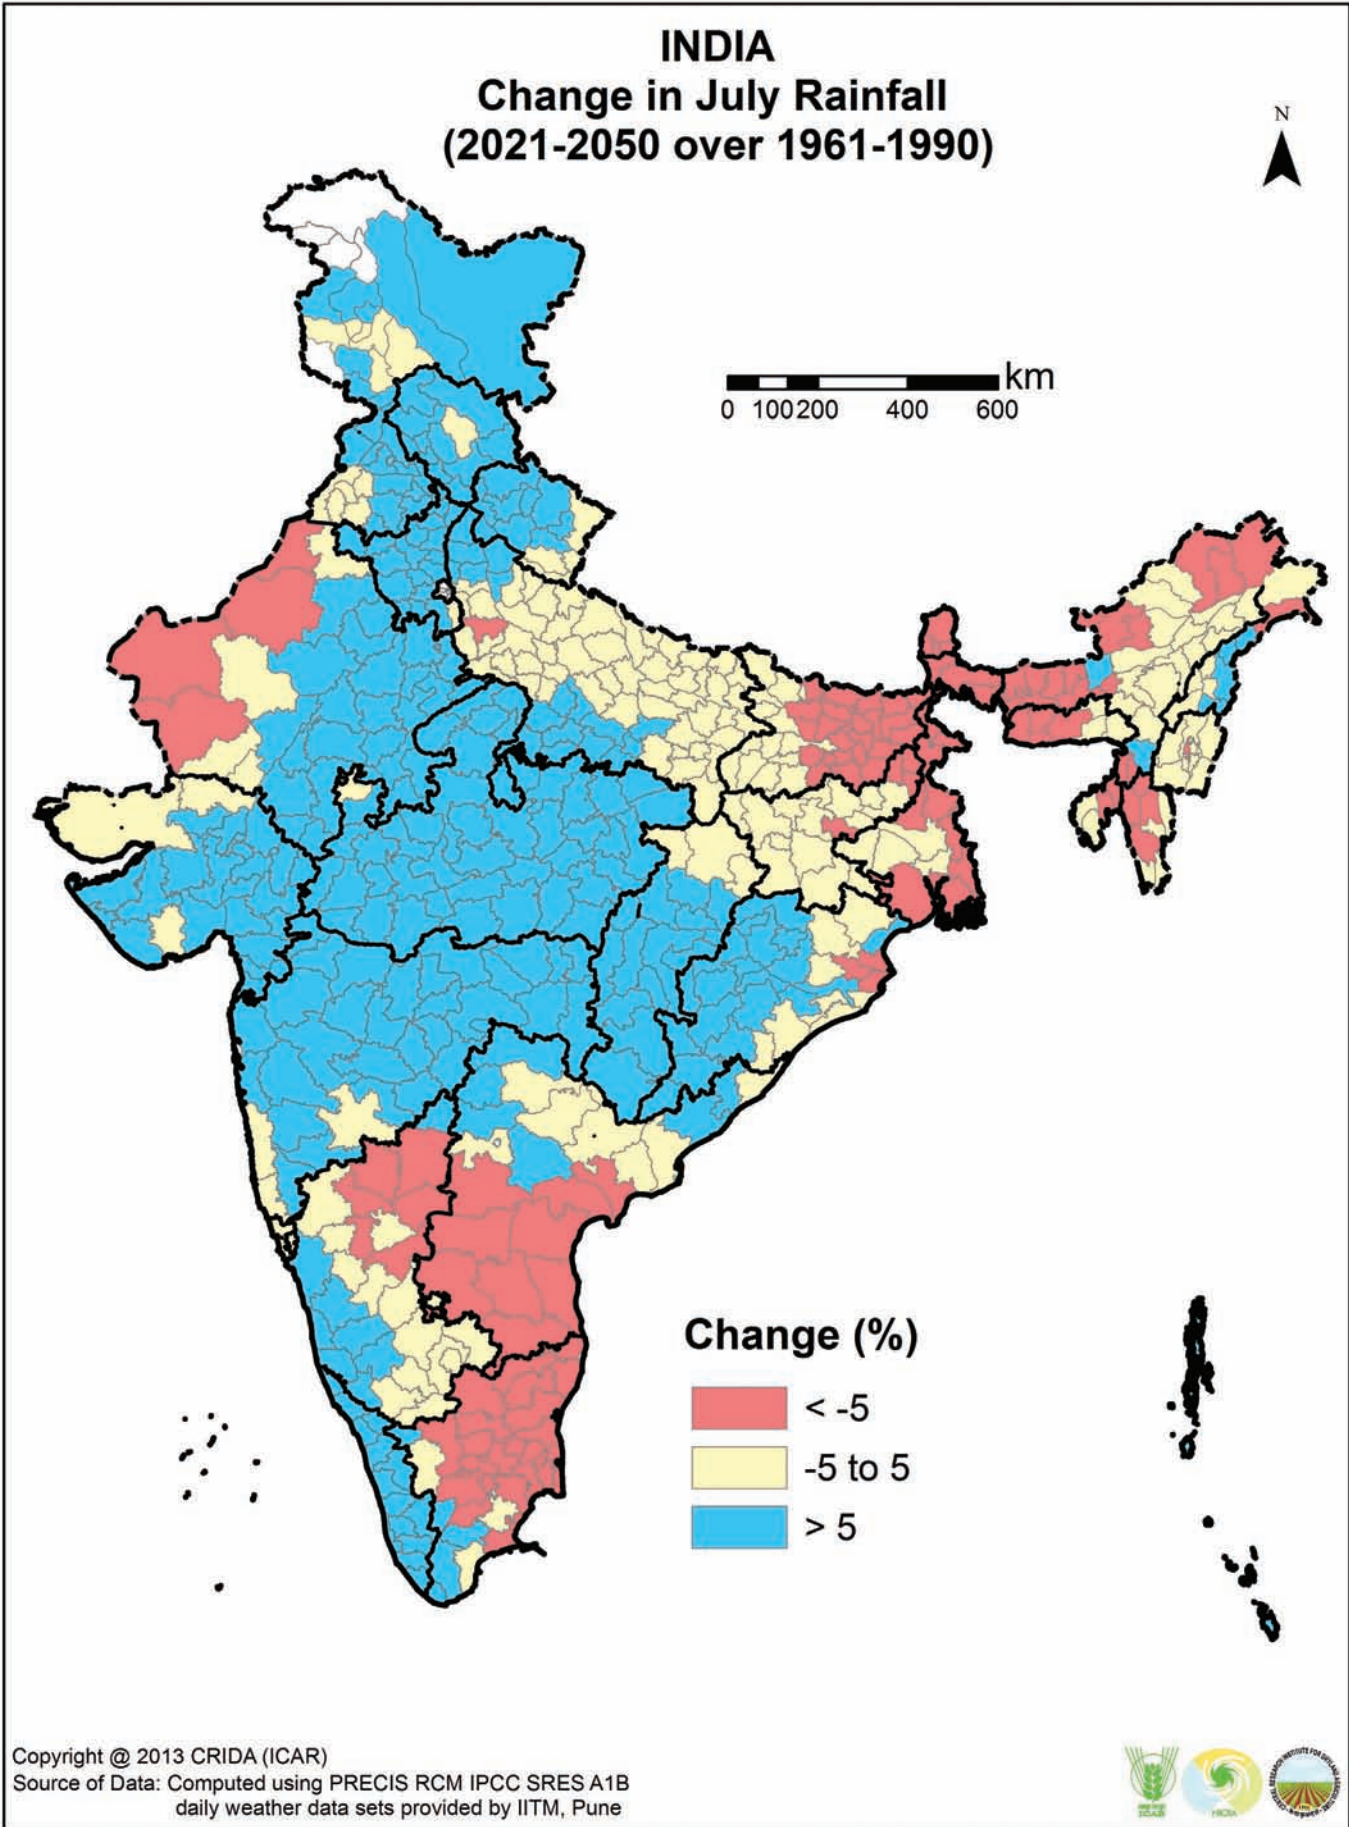 INDIA
Change in July Rainfall
(2021-2050 over 1961-1990)
N
km
0 100 200 400 600
Change (%)
< -5
-5 to 5
> 5
Copyright @ 2013 CRIDA (ICAR)
Source of Data: Computed using PRECIS RCM IPCC SRES A1B
daily weather data sets provided by IITM, Pune